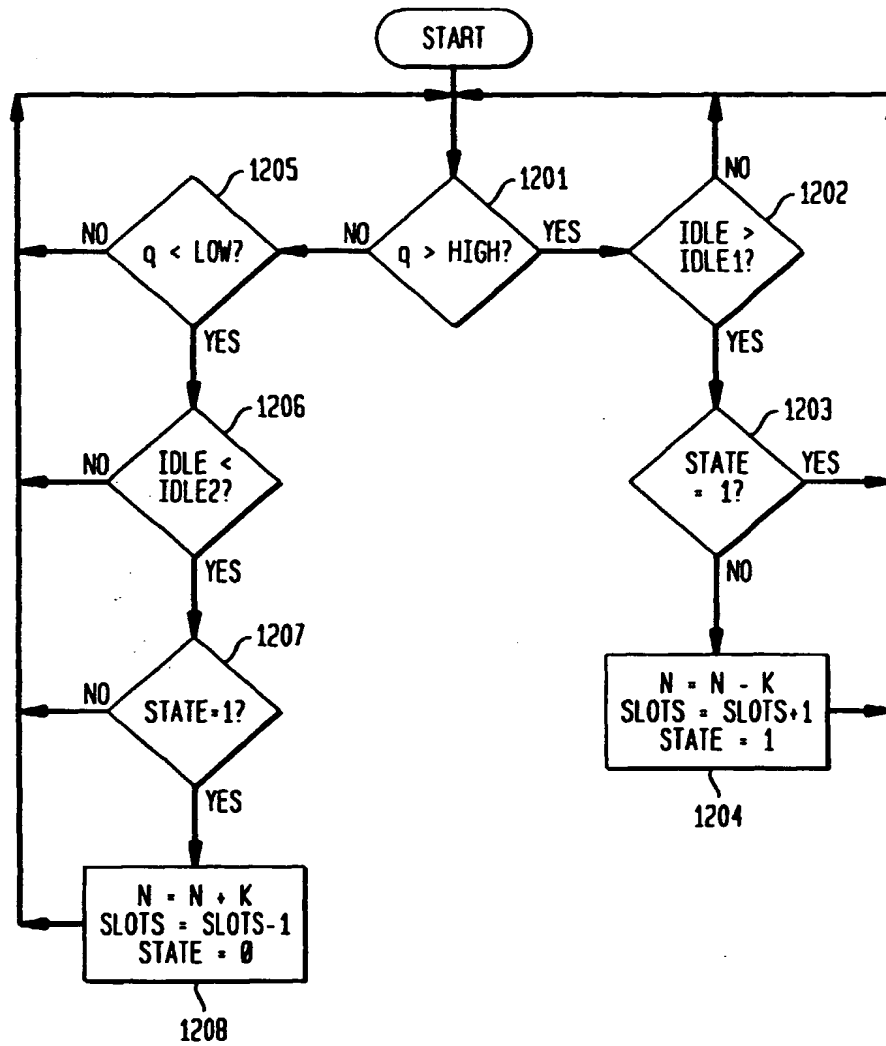 START
1205
1201
1202
NO
q < LOW?
NO
q > HIGH?
YES
IDLE >
IDLE1?
NO
YES
YES
1206
1203
NO
IDLE <
IDLE2?
STATE
= 1?
YES
YES
NO
1207
NO
STATE=1?
N = N - K
SLOTS = SLOTS+1
STATE = 1
YES
1204
N = N + K
SLOTS = SLOTS-1
STATE = 0
1208